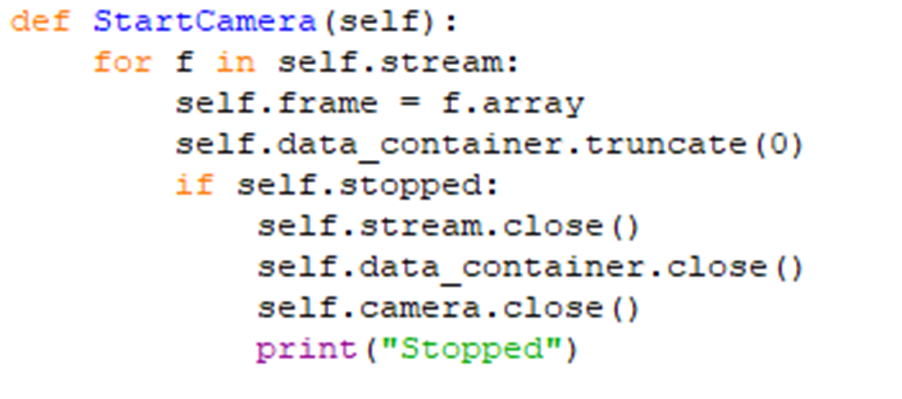 def StartCamera(self):
    for f in self.stream:
        self.frame = f.array
        self.data_container.truncate(0)
        if self.stopped:
            self.stream.close()
            self.data_container.close()
            self.camera.close()
            print("Stopped")